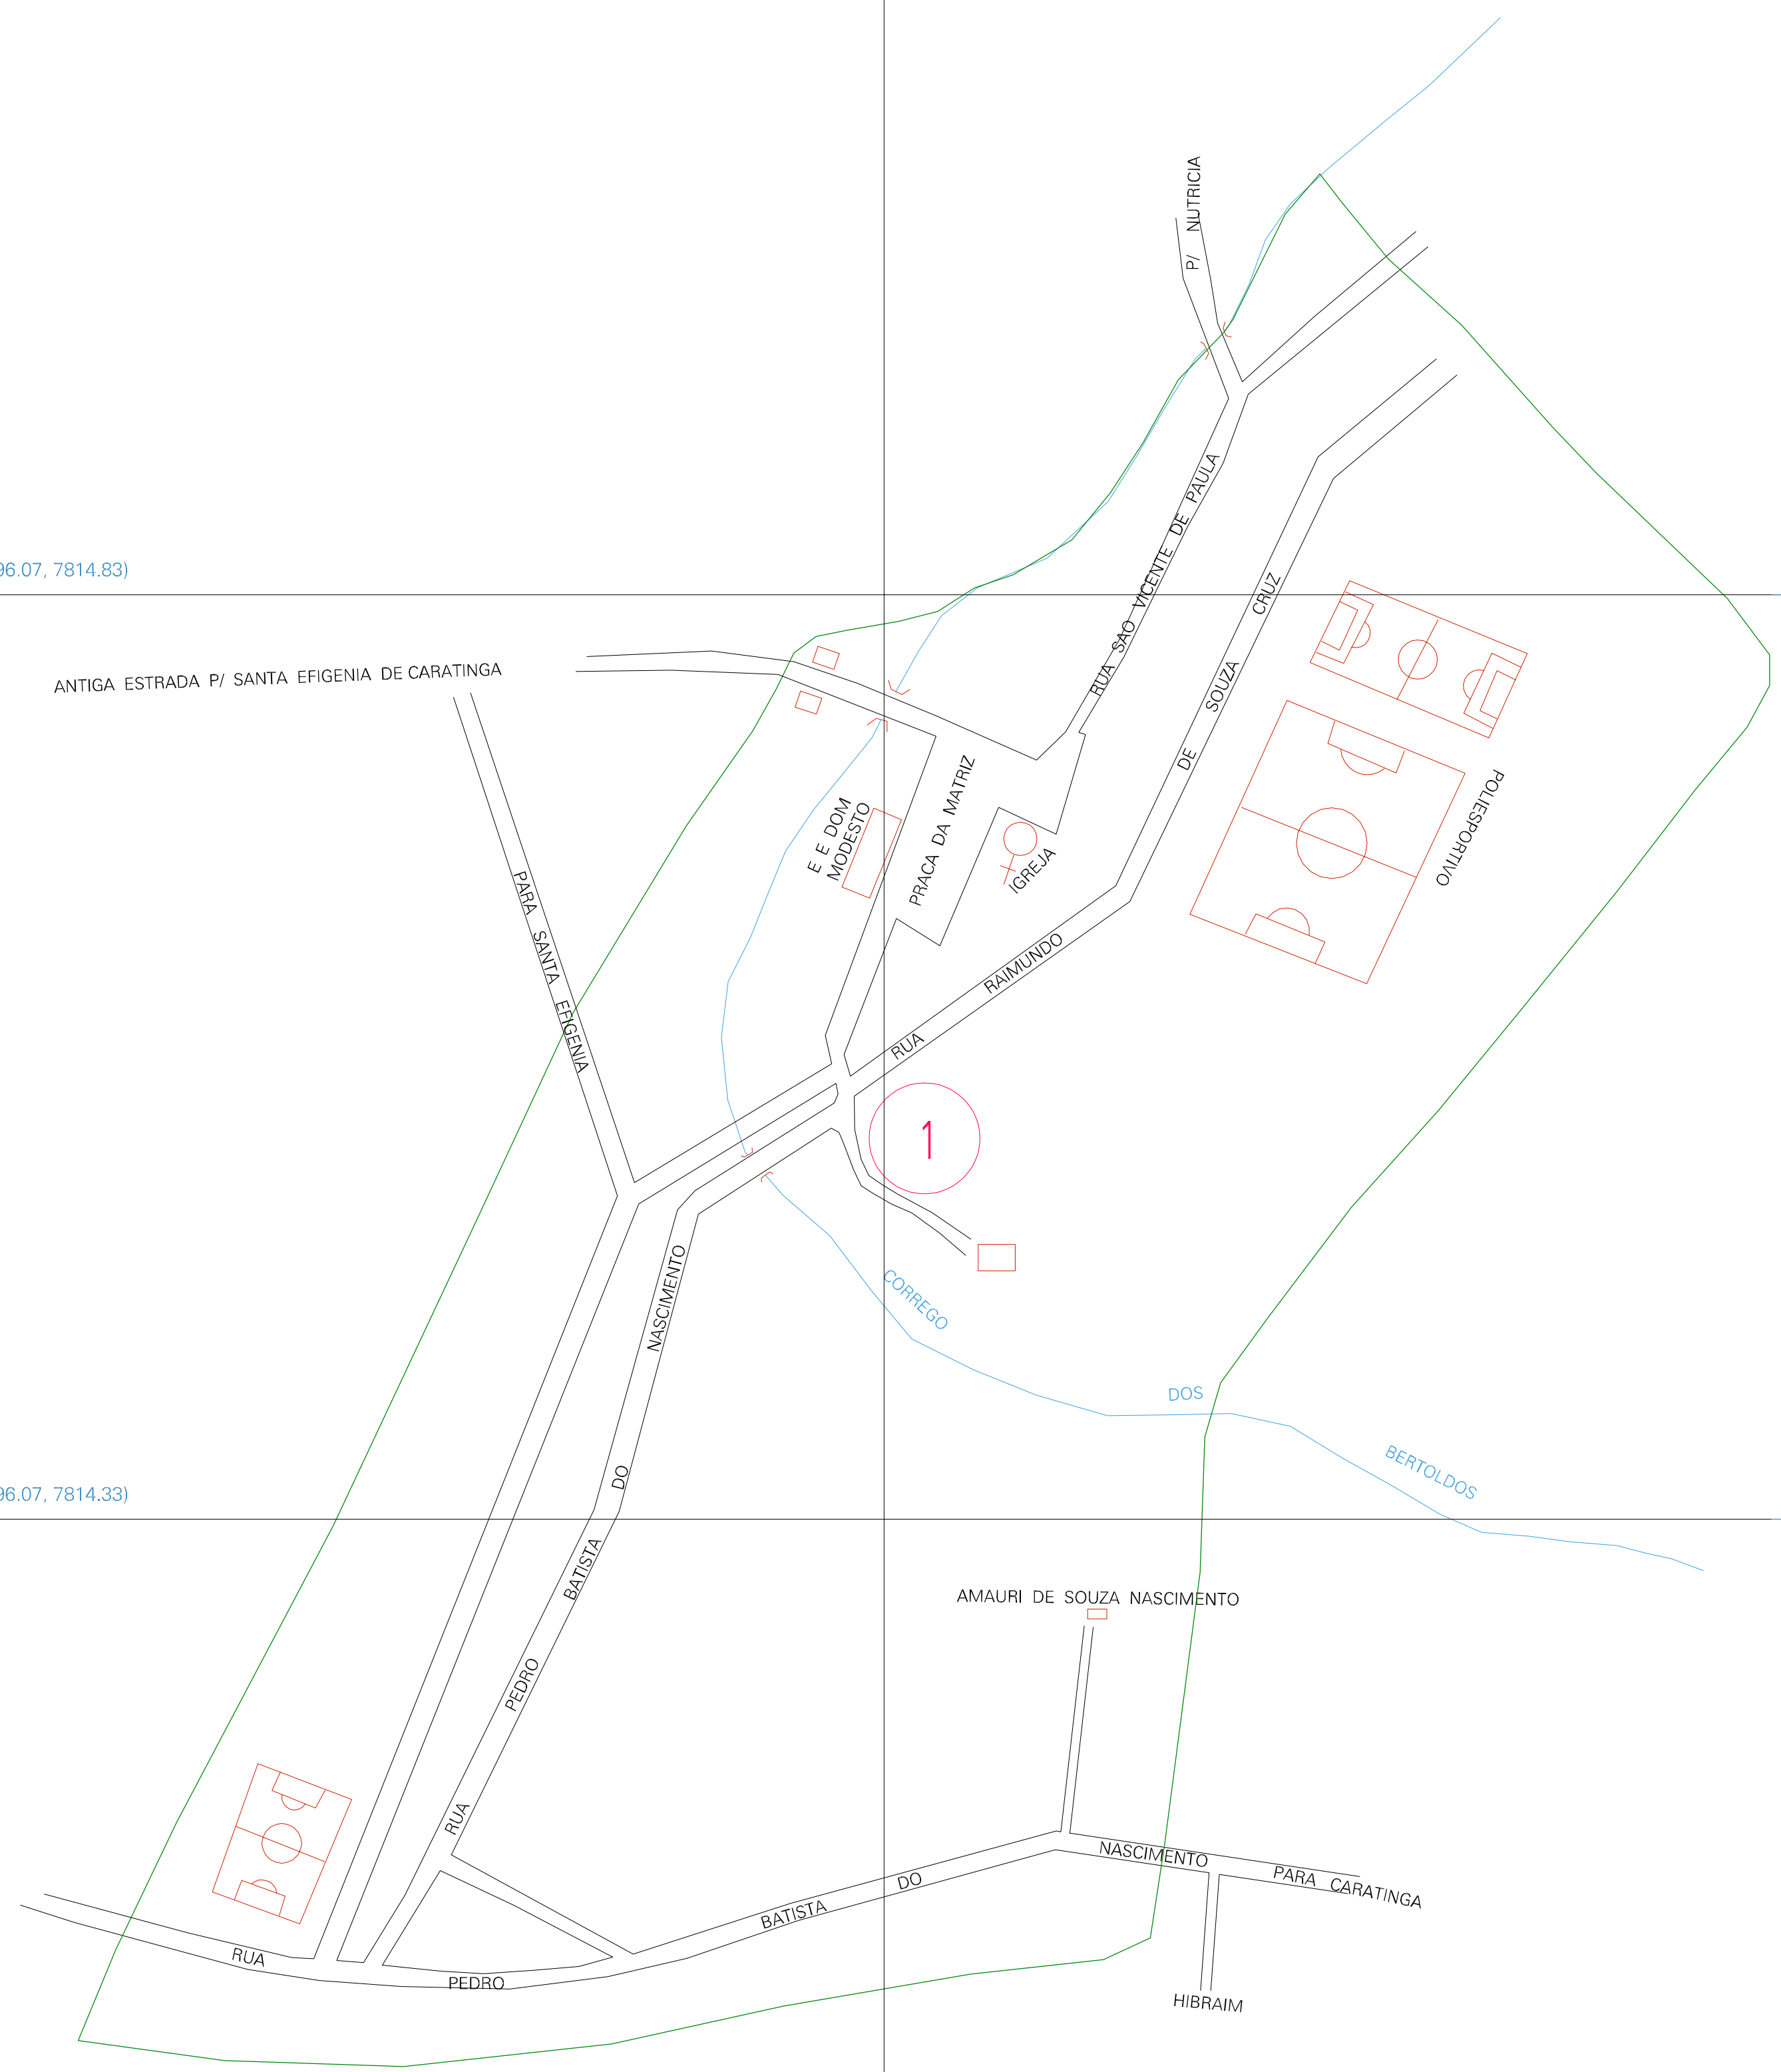 P/ NUTRICIA
RUA SAO VICENTE DE PAULA
96.07, 7814.83)
RUA RAIMUNDO DE SOUZA CRUZ
ANTIGA ESTRADA P/ SANTA EFIGENIA DE CARATINGA
POLIESPORTIVO
E E DOM
MODESTO
PRACA DA MATRIZ
IGREJA
PARA SANTA EFIGENIA
1
CORREGO DOS BERTOLDOS
RUA PEDRO BATISTA DO NASCIMENTO
96.07, 7814.33)
AMAURI DE SOUZA NASCIMENTO
RUA PEDRO BATISTA DO NASCIMENTO
PARA CARATINGA
HIBRAIM